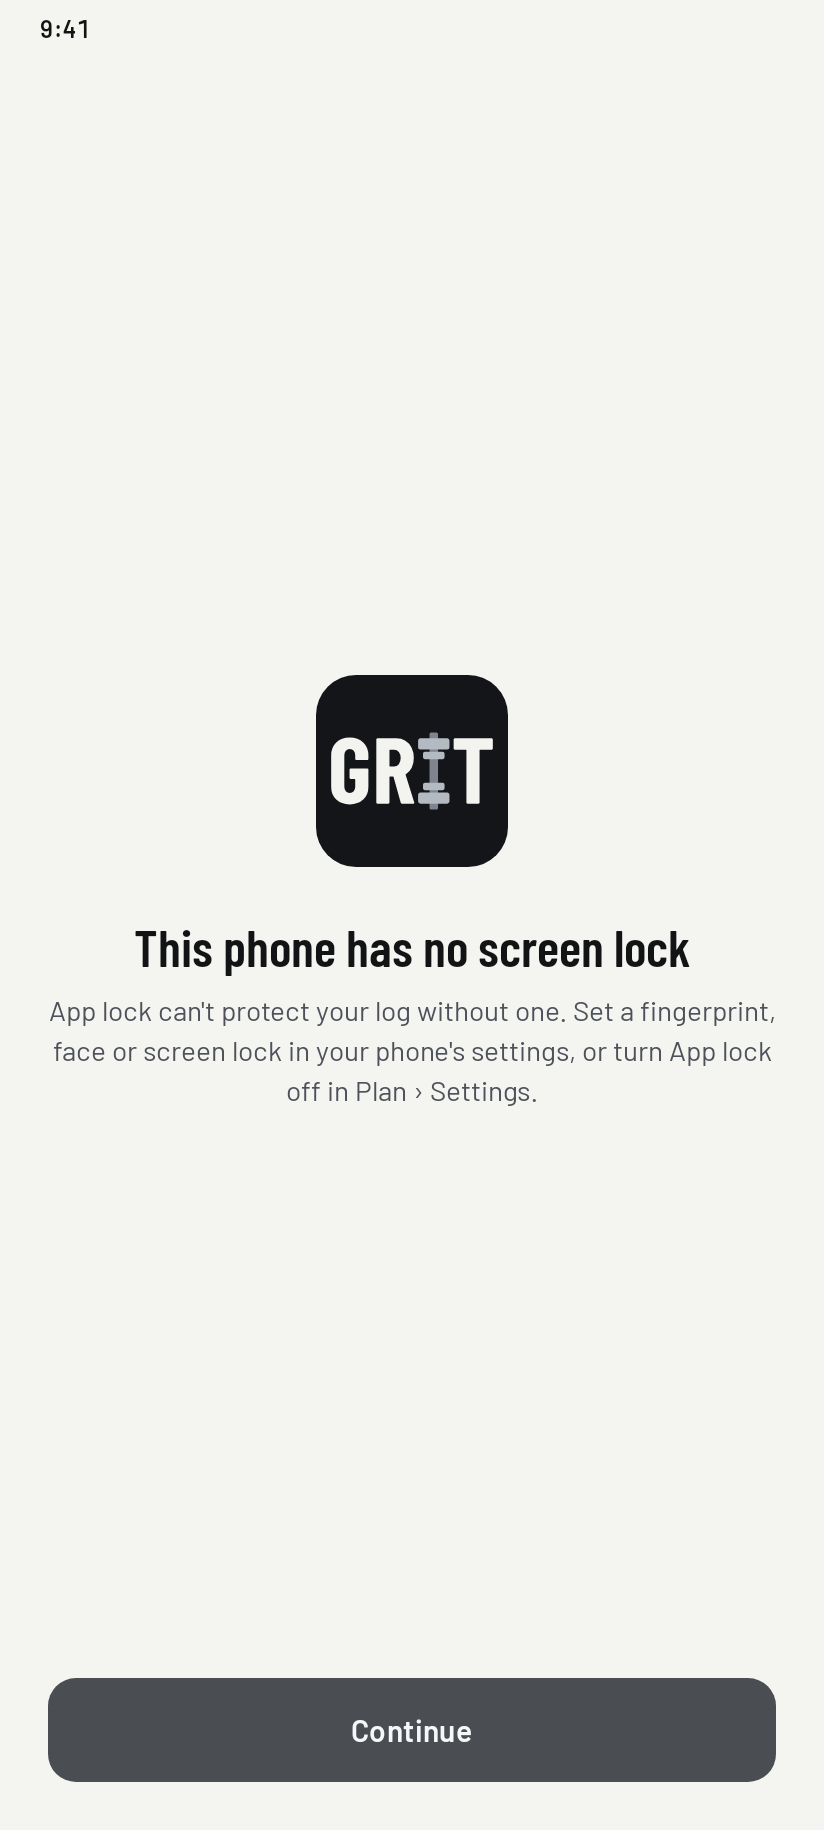 9:41
GRIT
This phone has no screen lock
App lock can't protect your log without one. Set a fingerprint,
face or screen lock in your phone's settings, or turn App lock
off in Plan › Settings.
Continue